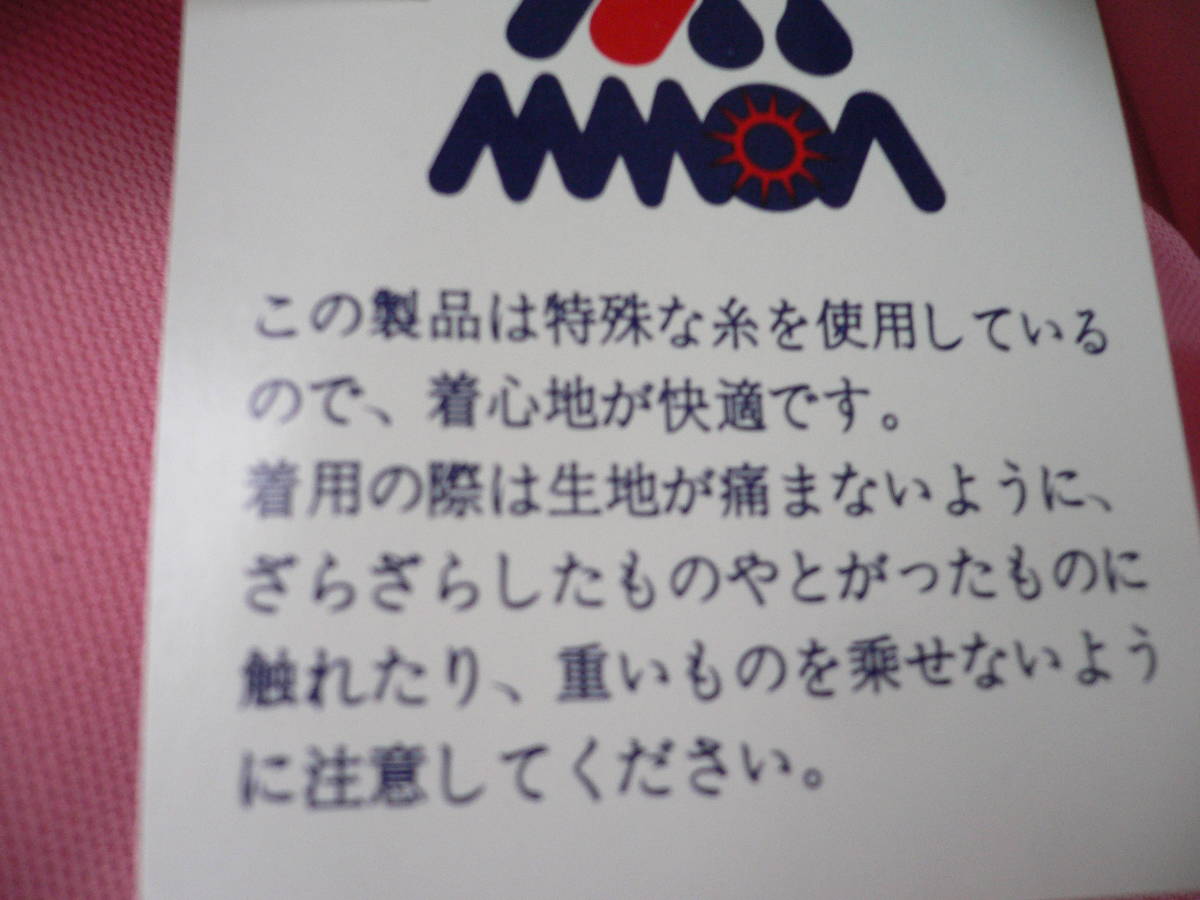 この製品は特殊な糸を使用している
ので、着心地が快適です。
着用の際は生地が痛まないように、
ざらざらしたものやとがったものに
触れたり、重いものを乗せないよう
に注意してください。